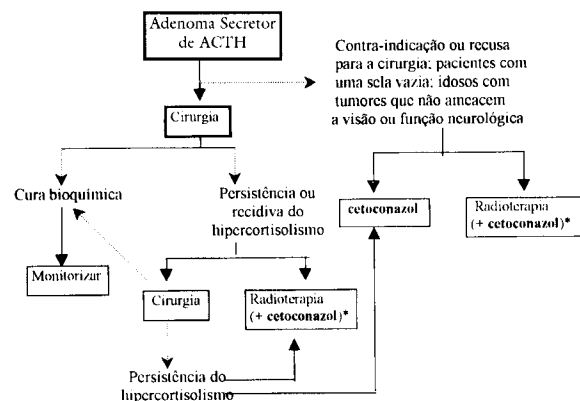 Adenoma Secretor
de ACTH
Contra-indicação ou recusa
para a cirurgia; pacientes com
uma sela vazia; idosos com
tumores que não ameacem
a visão ou função neurológica
Cirurgia
Cura bioquímica
Persistência ou
recidiva do
hipercortisolismo
cetoconazol
Radioterapia
(+ cetoconazol)*
Monitorizar
Cirurgia
Radioterapia
(+ cetoconazol)*
Persistência do
hipercortisolismo